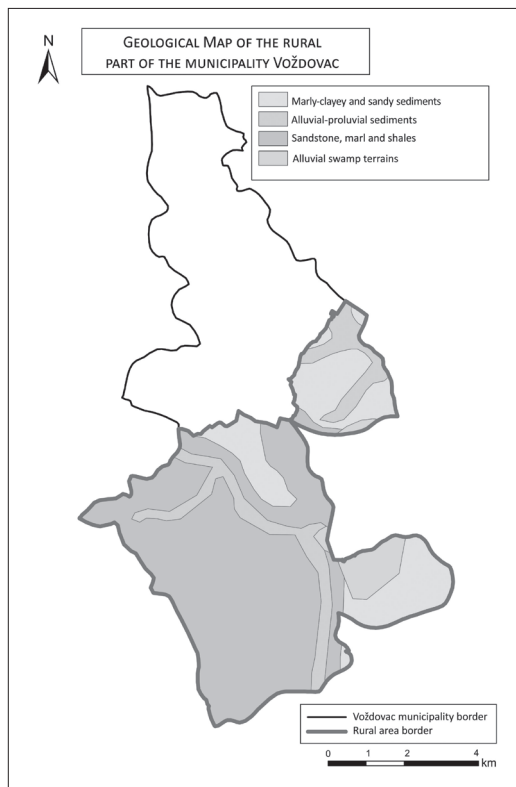 N
GEOLOGICAL MAP OF THE RURAL
PART OF THE MUNICIPALITY VOŽDOVAC
Marly-clayey and sandy sediments
Alluvial-proluvial sediments
Sandstone, marl and shales
Alluvial swamp terrains
Voždovac municipality border
Rural area border
0 1 2 4
km